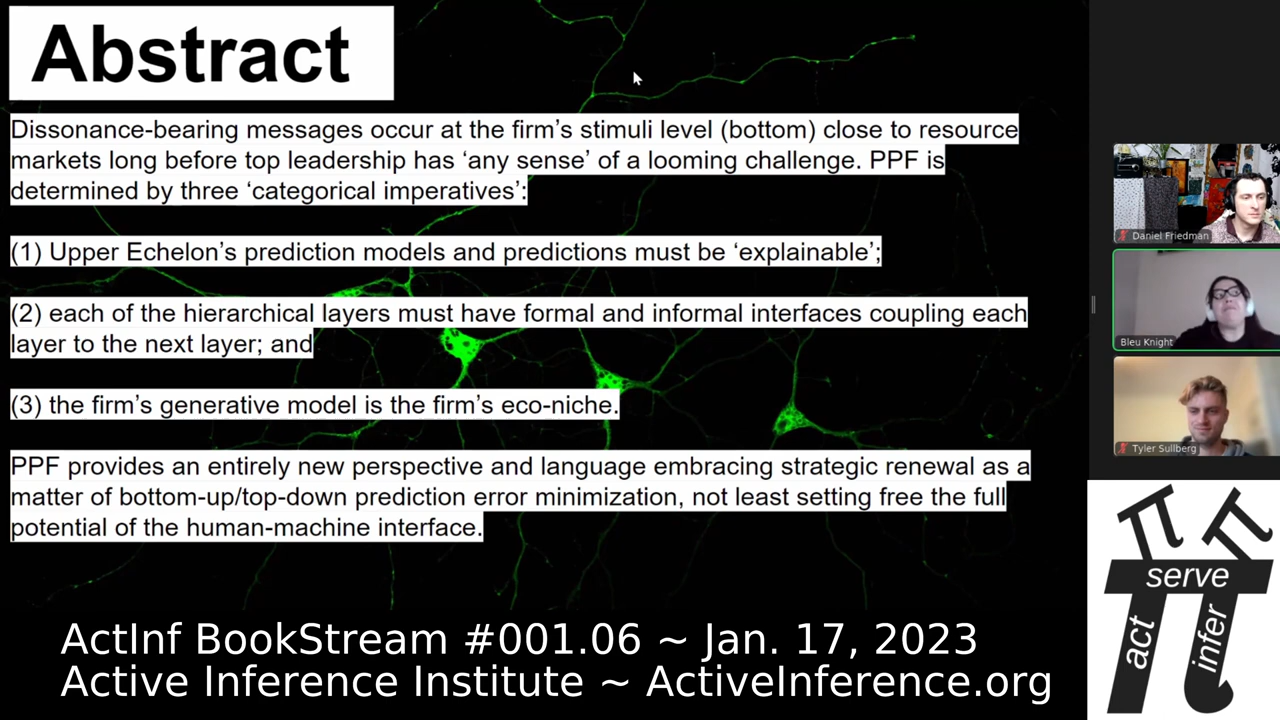 Abstract
Dissonance-bearing messages occur at the firm’s stimuli level (bottom) close to resource
markets long before top leadership has ‘any sense’ of a looming challenge. PPF is
determined by three ‘categorical imperatives’:
(1) Upper Echelon’s prediction models and predictions must be ‘explainable’;
(2) each of the hierarchical layers must have formal and informal interfaces coupling each
layer to the next layer; and
(3) the firm’s generative model is the firm’s eco-niche.
PPF provides an entirely new perspective and language embracing strategic renewal as a
matter of bottom-up/top-down prediction error minimization, not least setting free the full
potential of the human-machine interface.
Daniel Friedman
Bleu Knight
Tyler Sullberg
serve
act
infer
ActInf BookStream #001.06 ~ Jan. 17, 2023
Active Inference Institute ~ ActiveInference.org